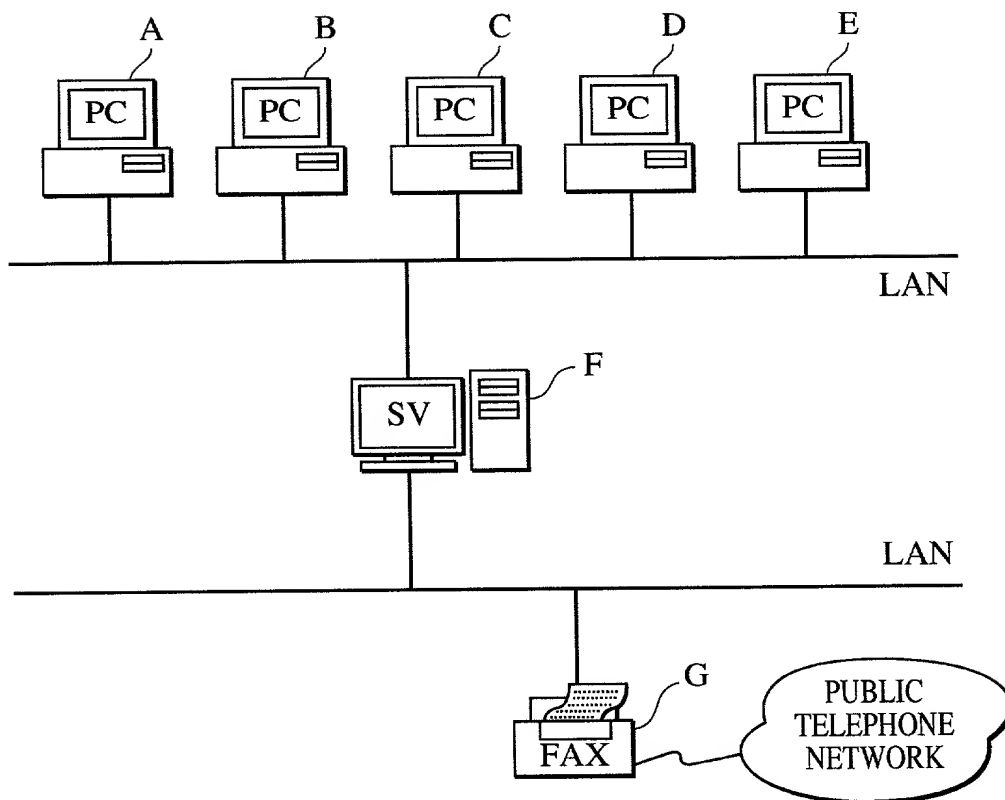 A B C D E
PC PC PC PC PC
LAN
F
SV
LAN
G
FAX
PUBLIC
TELEPHONE
NETWORK